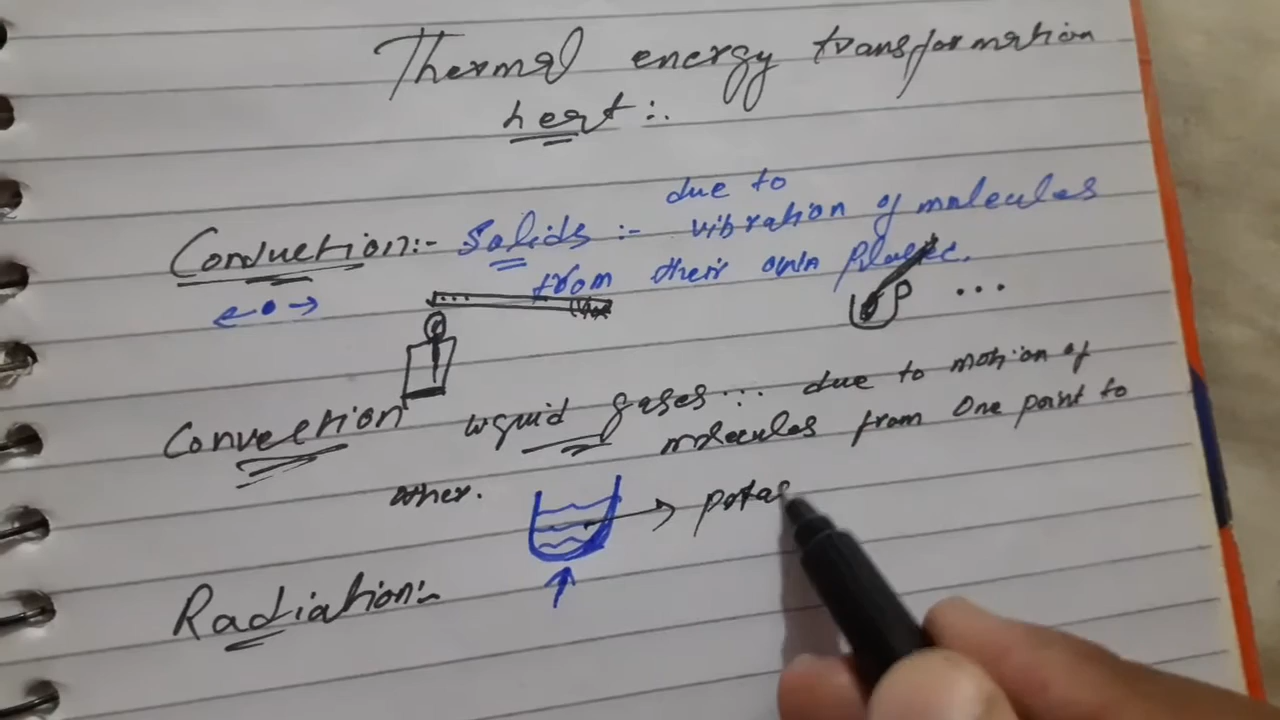 Thermal energy transformation
heat:.
Conduction:- Solids :- due to
vibration of molecules
from their own
Convection liquid gases... due to motion of
molecules from one point to
other.
potas
Radiation:~